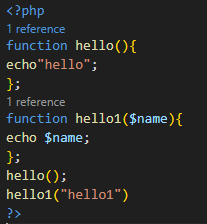 <?php
1 reference
function hello(){
echo"hello";
};
1 reference
function hello1($name){
echo $name;
};
hello();
hello1("hello1")
?>